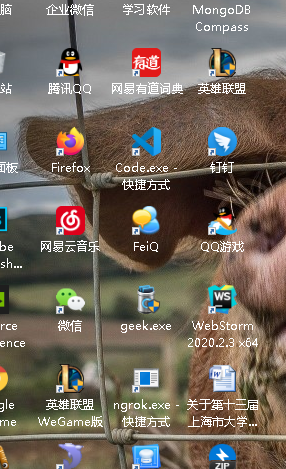 脑
企业微信
学习软件
MongoDB
Compass
站
腾讯QQ
有道
网易有道词典
英雄联盟
面板
Firefox
Code.exe -
快捷方式
钉钉
be
sh...
网易云音乐
FeiQ
QQ游戏
rce
ence
微信
geek.exe
WS
WebStorm
2020.2.3 x64
gle
me
英雄联盟
WeGame版
ngrok.exe -
快捷方式
W
关于第十三届
上海市大学...
ZIP